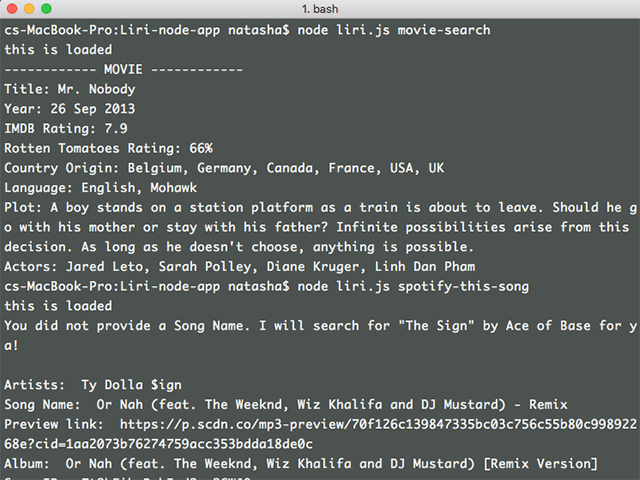 1. bash
cs-MacBook-Pro:Liri-node-app natasha$ node liri.js movie-search
this is loaded
------------ MOVIE ------------
Title: Mr. Nobody
Year: 26 Sep 2013
IMDB Rating: 7.9
Rotten Tomatoes Rating: 66%
Country Origin: Belgium, Germany, Canada, France, USA, UK
Language: English, Mohawk
Plot: A boy stands on a station platform as a train is about to leave. Should he g
o with his mother or stay with his father? Infinite possibilities arise from this
decision. As long as he doesn't choose, anything is possible.
Actors: Jared Leto, Sarah Polley, Diane Kruger, Linh Dan Pham
cs-MacBook-Pro:Liri-node-app natasha$ node liri.js spotify-this-song
this is loaded
You did not provide a Song Name. I will search for "The Sign" by Ace of Base for y
a!
Artists:  Ty Dolla $ign
Song Name:  Or Nah (feat. The Weeknd, Wiz Khalifa and DJ Mustard) - Remix
Preview link:  https://p.scdn.co/mp3-preview/70f126c139847335bc03c756c55b80c998922
68e?cid=1aa2073b76274759acc353bdda18de0c
Album:  Or Nah (feat. The Weeknd, Wiz Khalifa and DJ Mustard) [Remix Version]